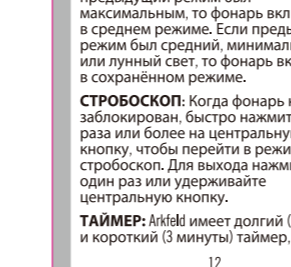 предыдущий режим был
максимальным, то фонарь вкл
в среднем режиме. Если преды
режим был средний, минимал
или лунный свет, то фонарь вк
в сохранённом режиме.
СТРОБОСКОП: Когда фонарь н
заблокирован, быстро нажмит
раза или более на центральну
кнопку, чтобы перейти в режи
стробоскоп. Для выхода нажм
один раз или удерживайте
центральную кнопку.
ТАЙМЕР: Arkfeld имеет долгий (
и короткий (3 минуты) таймер,
12